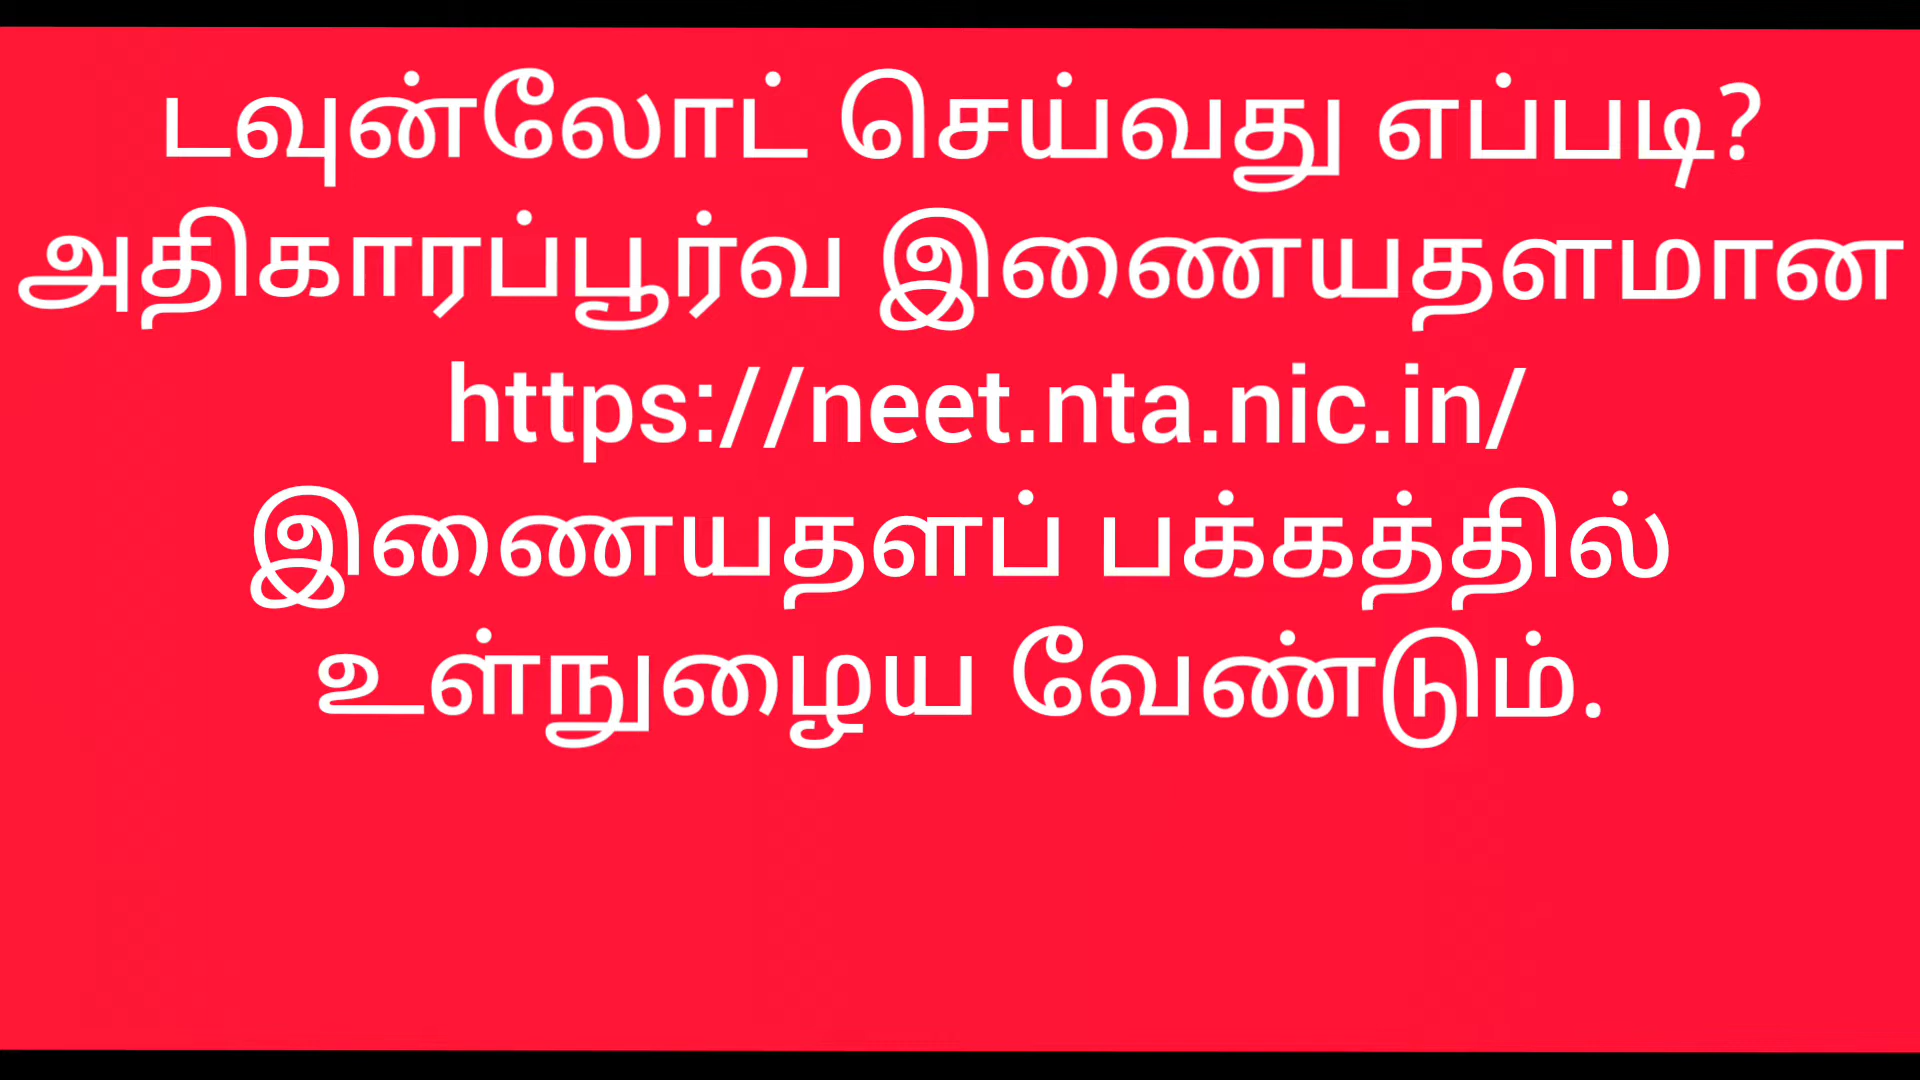 டவுன்லோட் செய்வது எப்படி?
அதிகாரப்பூர்வ இணையதளமான
https://neet.nta.nic.in/
இணையதளப் பக்கத்தில்
உள்நுழைய வேண்டும்.